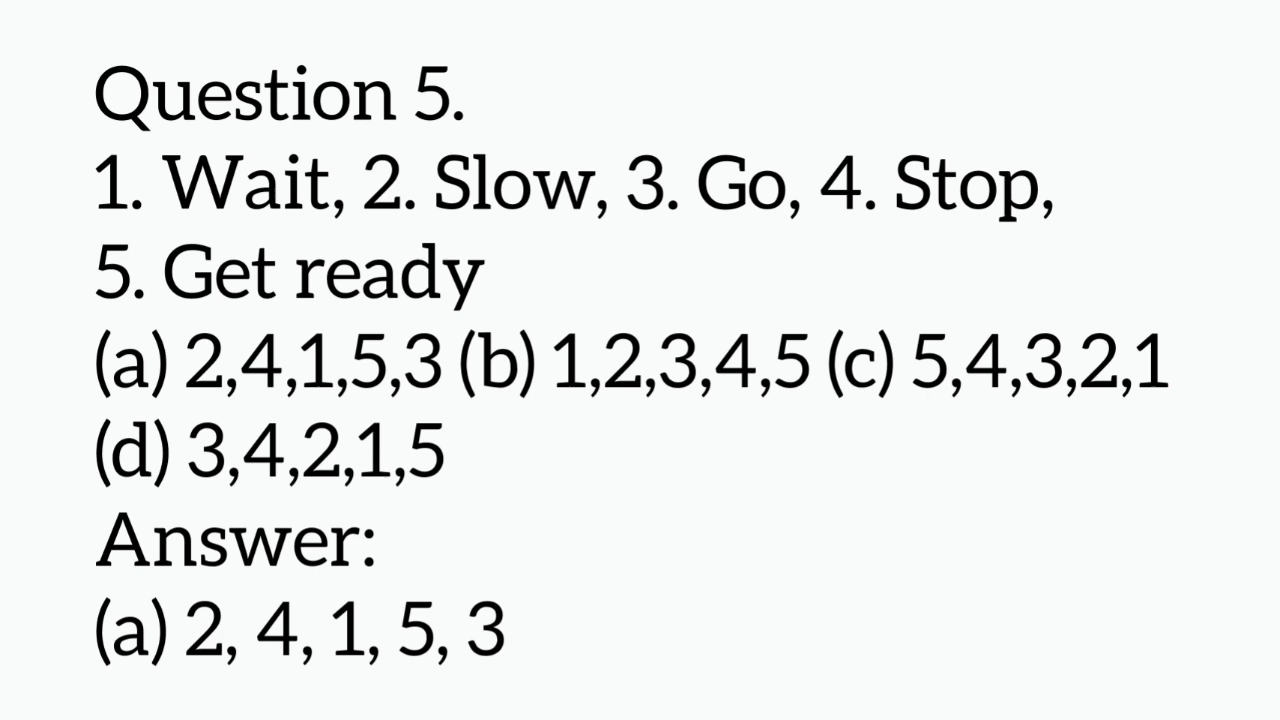 Question 5.
1. Wait, 2. Slow, 3. Go, 4. Stop,
5. Get ready
(a) 2,4,1,5,3 (b) 1,2,3,4,5 (c) 5,4,3,2,1
(d) 3,4,2,1,5
Answer:
(a) 2, 4, 1, 5, 3